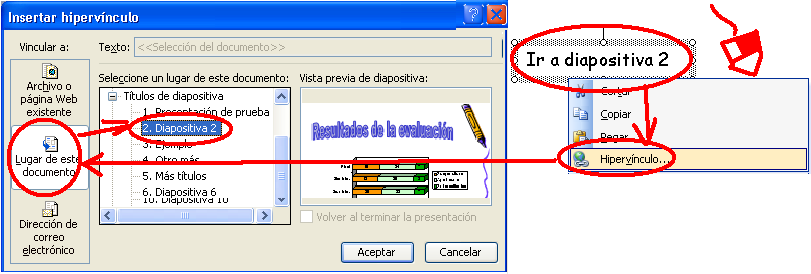 Insertar hipervínculo
Vincular a:
Texto: <<Selección del documento>>
Archivo o
página Web
existente
Lugar de este
documento
Dirección de
correo
electrónico
Seleccione un lugar de este documento:
Títulos de diapositiva
1. Presentación de prueba
2. Diapositiva 2
3. Ejemplo
4. Otro más
5. Más títulos
6. Diapositiva 6
10. Diapositiva 10
Vista previa de diapositiva:
Resultados de la evaluación
Volver al terminar la presentación
Aceptar
Cancelar
Ir a diapositiva 2
Cortar
Copiar
Pegar
Hipervínculo...